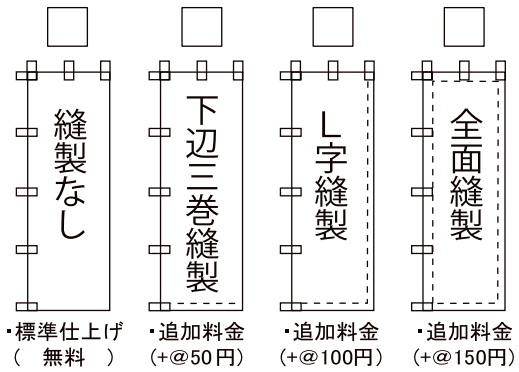 縫製なし
下辺三巻縫製
L字縫製
全面縫製
・標準仕上げ
(　無料　)
・追加料金
(+@50円)
・追加料金
(+@100円)
・追加料金
(+@150円)